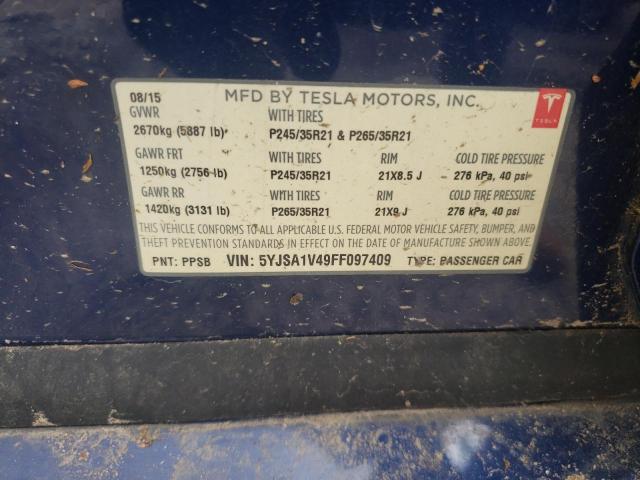 08/15 MFD BY TESLA MOTORS, INC.
GVWR WITH TIRES
2670kg (5887 lb) P245/35R21 & P265/35R21
GAWR FRT WITH TIRES RIM COLD TIRE PRESSURE
1250kg (2756 lb) P245/35R21 21X8.5 J 276 kPa, 40 psi
GAWR RR WITH TIRES RIM COLD TIRE PRESSURE
1420kg (3131 lb) P265/35R21 21X9 J 276 kPa, 40 psi
THIS VEHICLE CONFORMS TO ALL APPLICABLE U.S. FEDERAL MOTOR VEHICLE SAFETY, BUMPER, AND
THEFT PREVENTION STANDARDS IN EFFECT ON THE DATE OF MANUFACTURE SHOWN ABOVE.
PNT: PPSB VIN: 5YJSA1V49FF097409 TYPE: PASSENGER CAR
TESLA